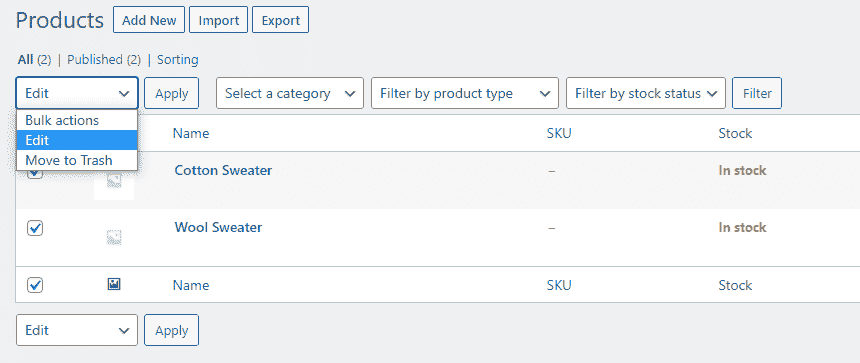 Products Add New Import Export
All (2) | Published (2) | Sorting
Edit Apply Select a category Filter by product type Filter by stock status Filter
Bulk actions
Edit
Move to Trash
Name SKU Stock
Cotton Sweater – In stock
Wool Sweater – In stock
Name SKU Stock
Edit Apply